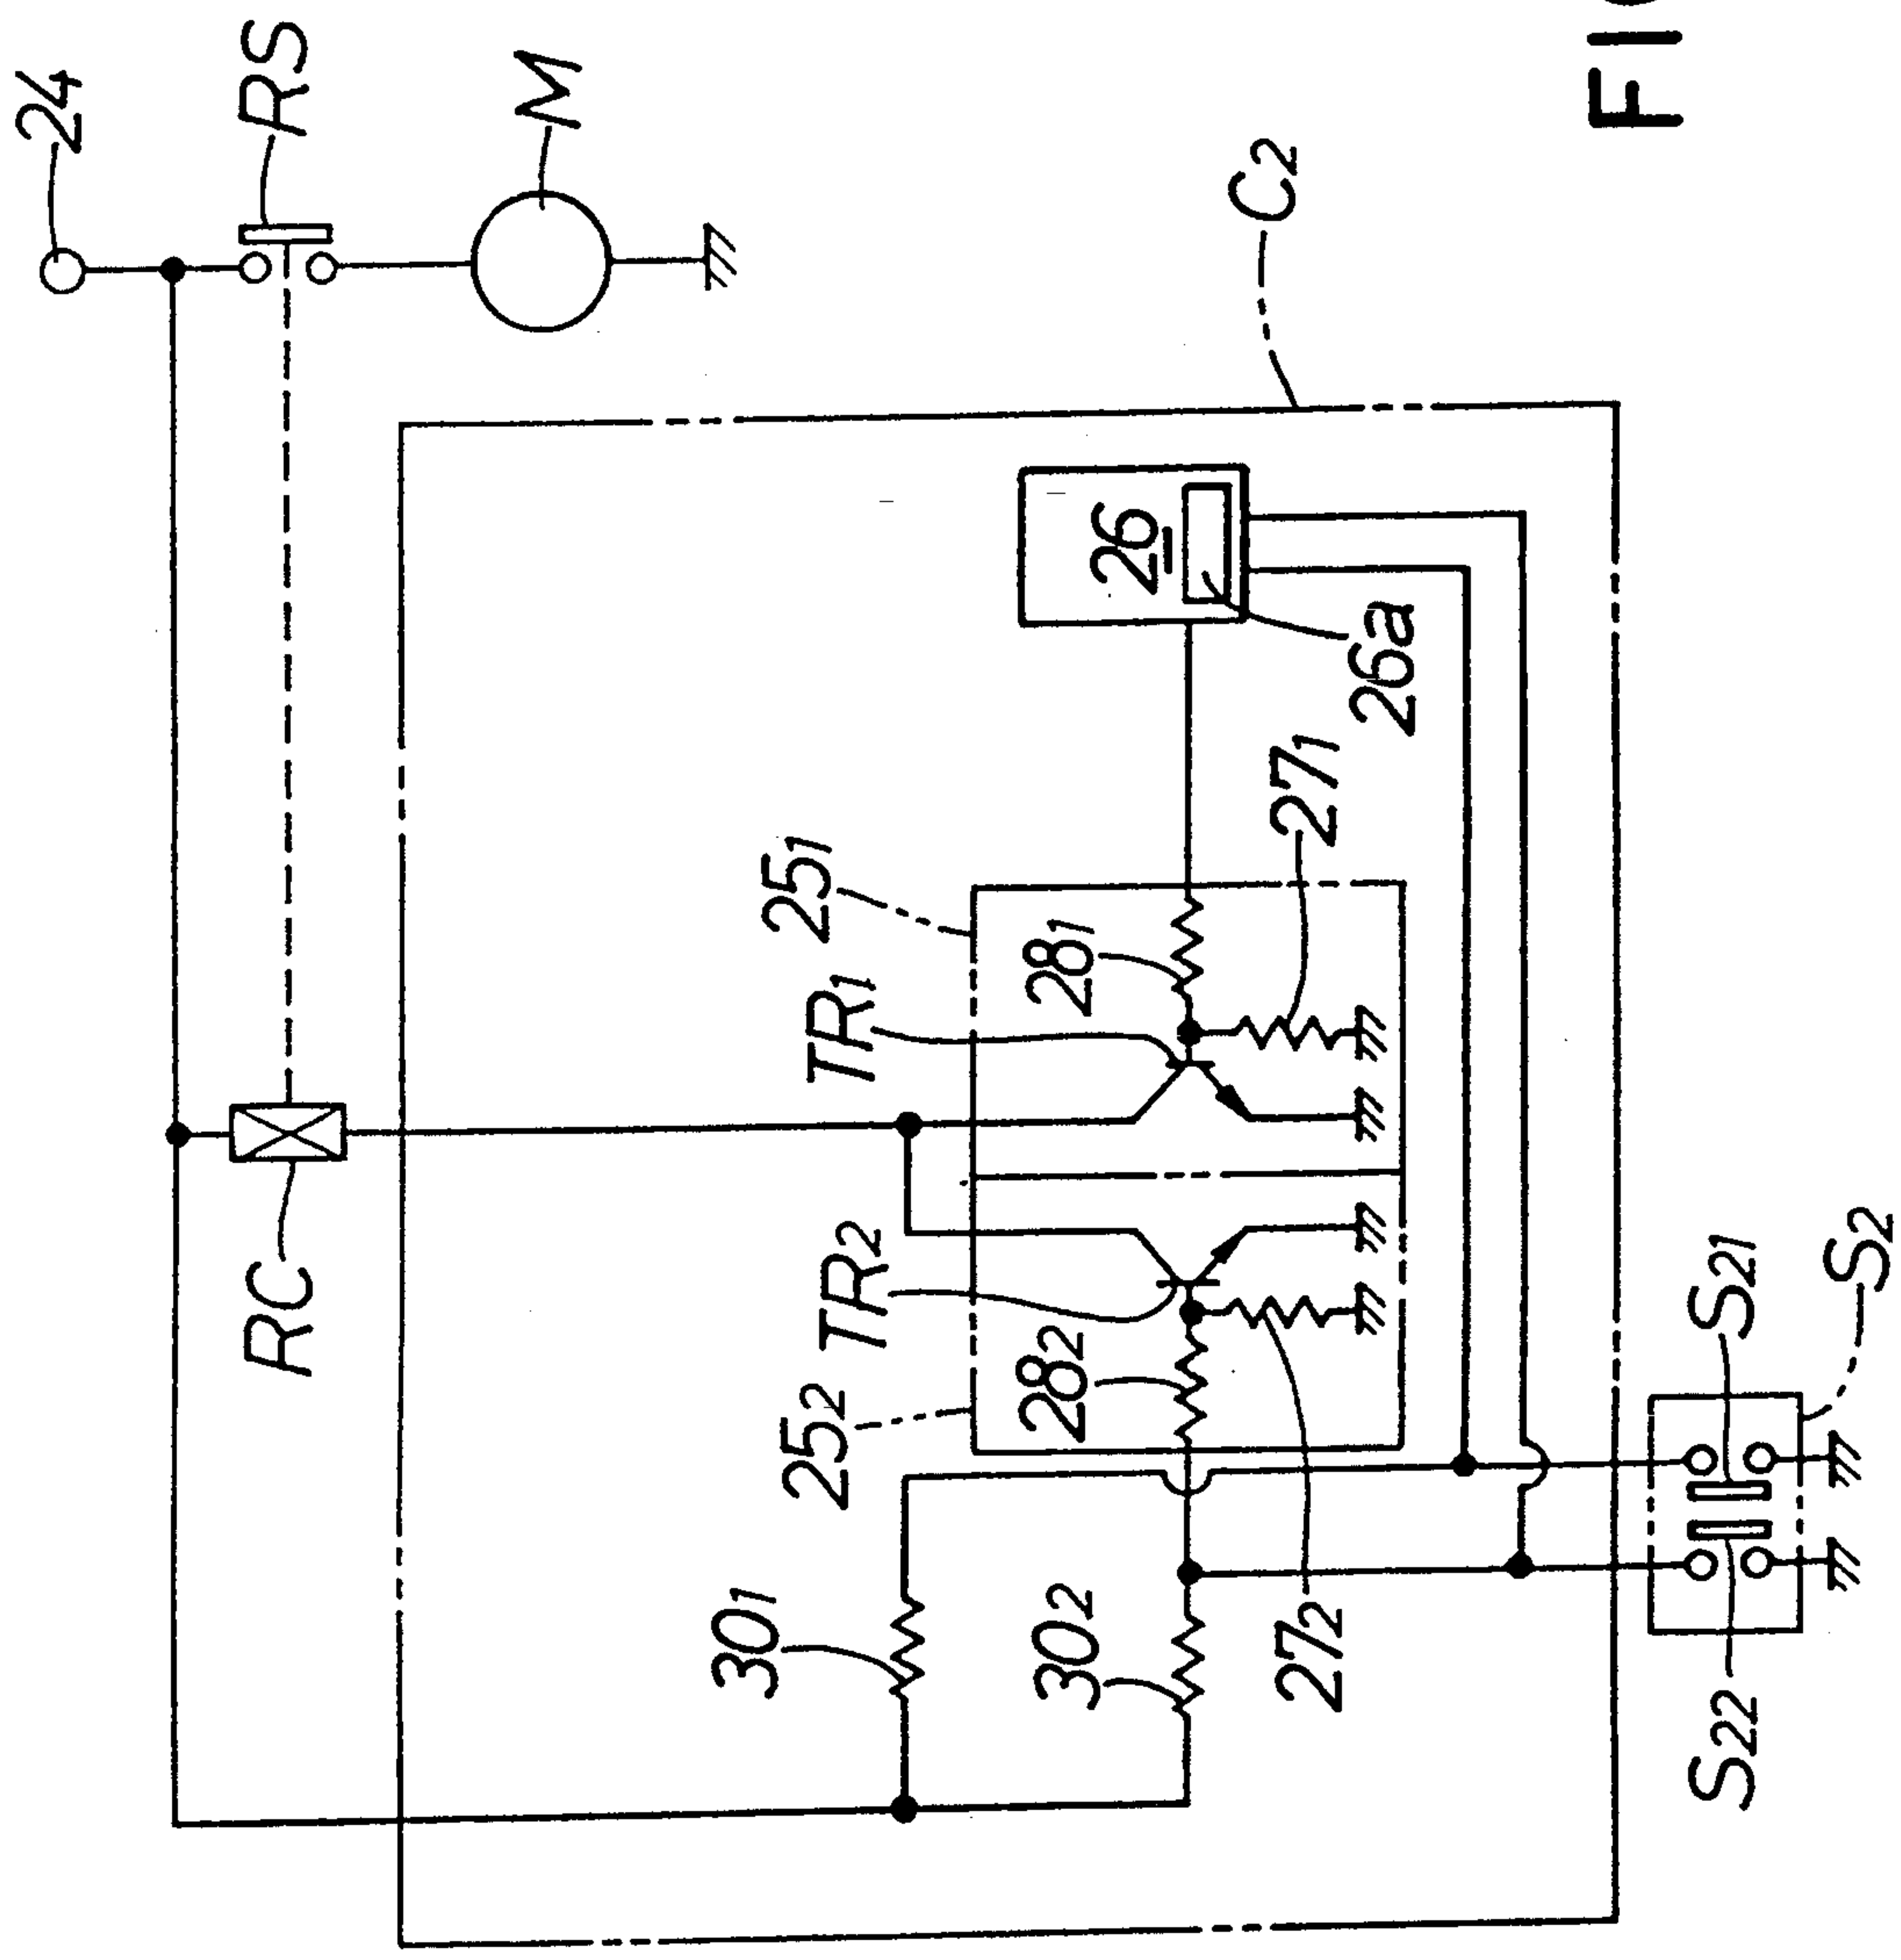 24
RC
RS
M
30₁
25₂
25₁
TR₂
TR₁
30₂
28₂
28₁
26
C₂
27₂
27₁
26a
FI
S₂₂
S₂₁
S₂